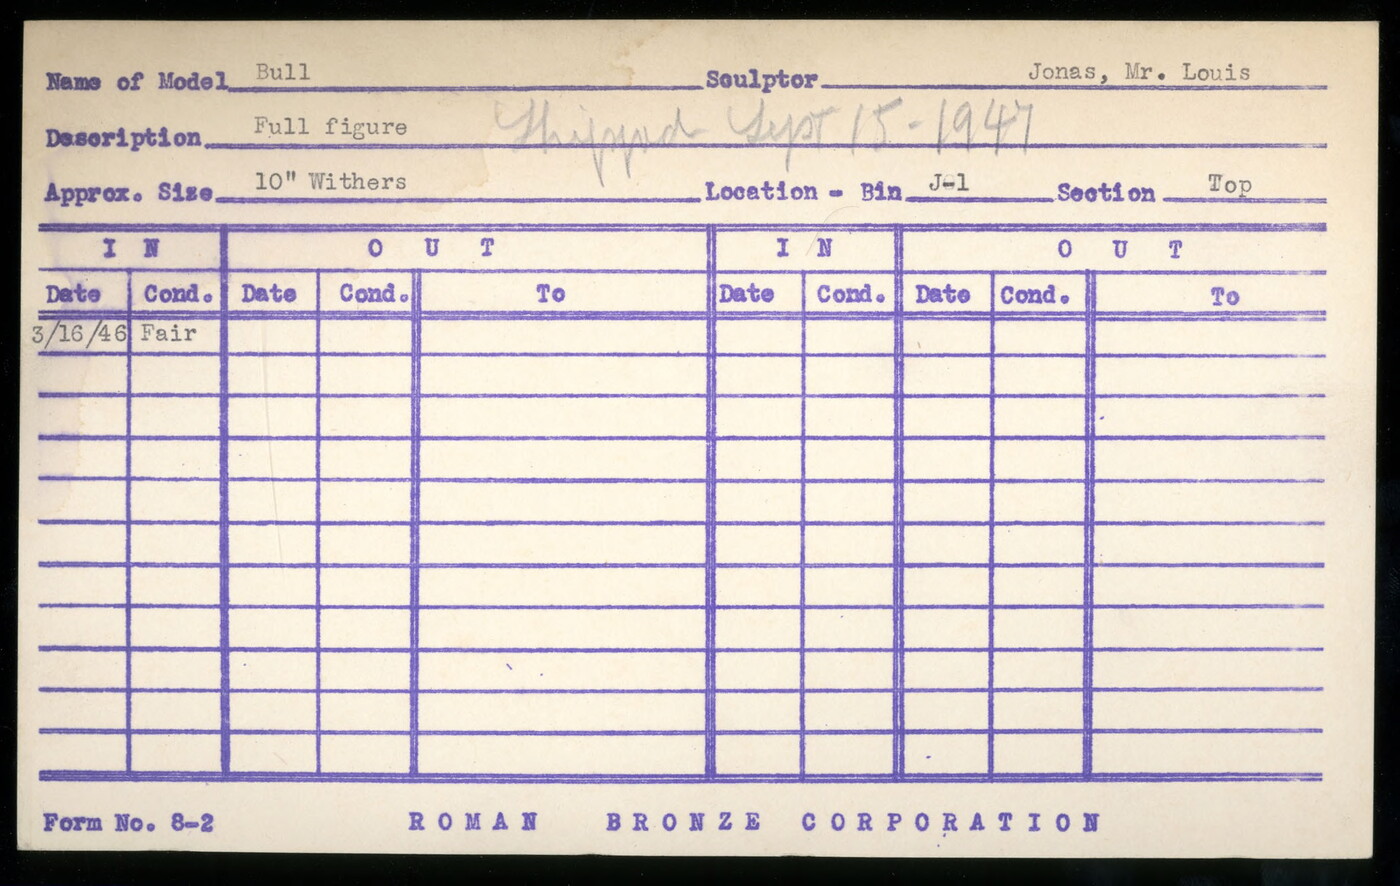 Name of Model Bull Sculptor Jonas, Mr. Louis
Description Full figure Shipped Sept 15-1947
Approx. Size 10" Withers Location - Bin J-1 Section Top
IN OUT IN OUT
Date Cond. Date Cond. To Date Cond. Date Cond. To
3/16/46 Fair
Form No. 8-2 ROMAN BRONZE CORPORATION